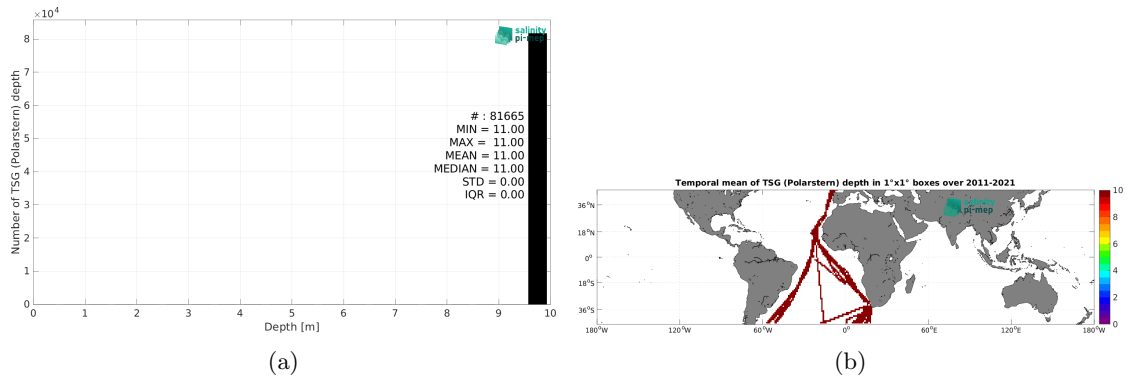 ×10⁴
salinity
pi-mep
8
7
6
5
4
3
2
1
0
Number of TSG (Polarstern) depth
# : 81665
MIN = 11.00
MAX = 11.00
MEAN = 11.00
MEDIAN = 11.00
STD = 0.00
IQR = 0.00
0 1 2 3 4 5 6 7 8 9 10
Depth [m]
(a)
Temporal mean of TSG (Polarstern) depth in 1°x1° boxes over 2011-2021
salinity
pi-mep
36°N
18°N
0°
18°S
36°S
180°W 120°W 60°W 0°E 60°E 120°E 180°W
10
8
6
4
2
0
(b)